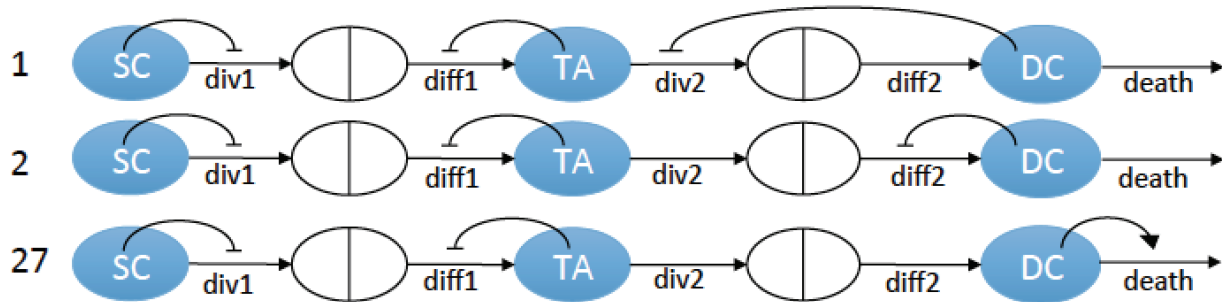 1 SC div1 diff1 TA div2 diff2 DC death
2 SC div1 diff1 TA div2 diff2 DC death
27 SC div1 diff1 TA div2 diff2 DC death